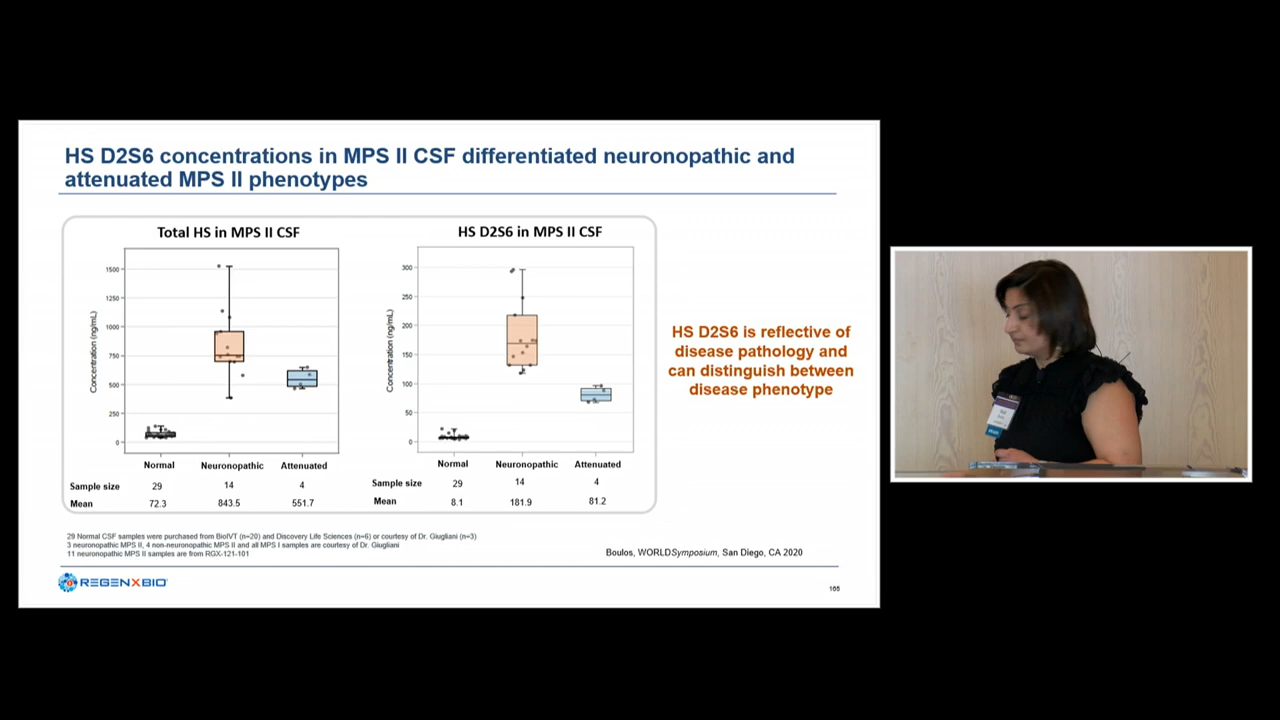 HS D2S6 concentrations in MPS II CSF differentiated neuronopathic and
attenuated MPS II phenotypes
Total HS in MPS II CSF
Concentration (ng/mL)
1500
1250
1000
750
500
250
0
Normal Neuronopathic Attenuated
Sample size 29 14 4
Mean 72.3 843.5 551.7
HS D2S6 in MPS II CSF
Concentration (ng/mL)
300
250
200
150
100
50
0
Normal Neuronopathic Attenuated
Sample size 29 14 4
Mean 8.1 181.9 81.2
HS D2S6 is reflective of
disease pathology and
can distinguish between
disease phenotype
29 Normal CSF samples were purchased from BioIVT (n=20) and Discovery Life Sciences (n=6) or courtesy of Dr. Giugliani (n=3)
3 neuronopathic MPS II, 4 non-neuronopathic MPS II and all MPS I samples are courtesy of Dr. Giugliani
11 neuronopathic MPS II samples are from RGX-121-101
Boulos, WORLDSymposium, San Diego, CA 2020
REGENXBIO
165